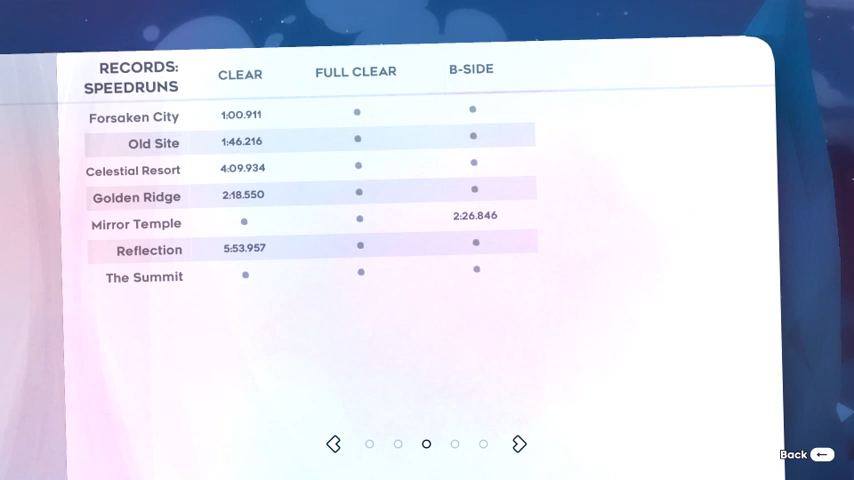 RECORDS: SPEEDRUNS CLEAR FULL CLEAR B-SIDE
Forsaken City 1:00.911 • • 
Old Site 1:46.216 • •
Celestial Resort 4:09.934 • •
Golden Ridge 2:18.550 • •
Mirror Temple • • 2:26.846
Reflection 5:53.957 • •
The Summit • • •
Back